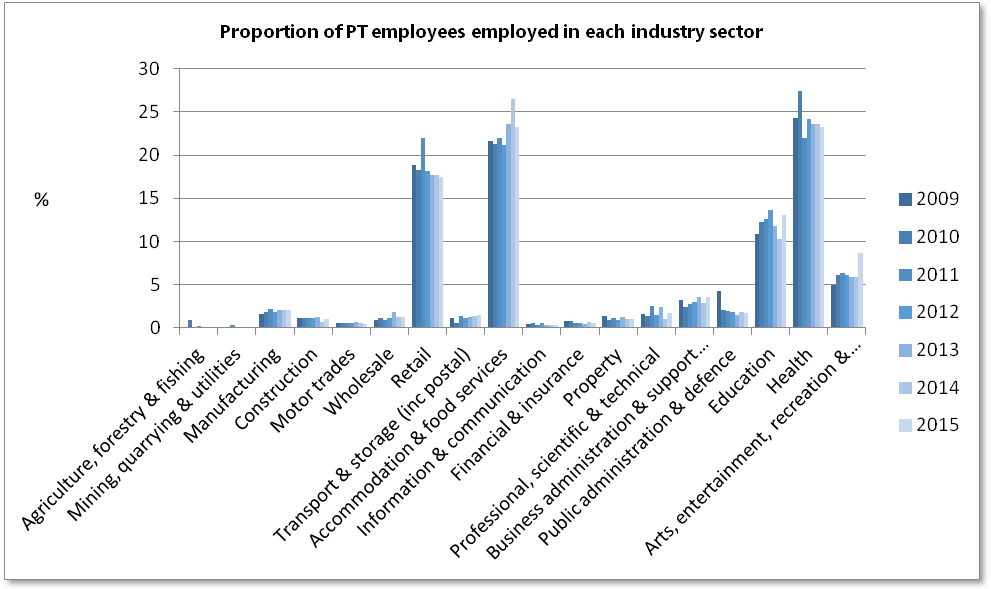 Proportion of PT employees employed in each industry sector
30
25
20
15
10
5
0
%
Agriculture, forestry & fishing
Mining, quarrying & utilities
Manufacturing
Construction
Motor trades
Wholesale
Retail
Transport & storage (inc postal)
Accommodation & food services
Information & communication
Financial & insurance
Property
Professional, scientific & technical
Business administration & support...
Public administration & defence
Education
Health
Arts, entertainment, recreation &...
2009
2010
2011
2012
2013
2014
2015